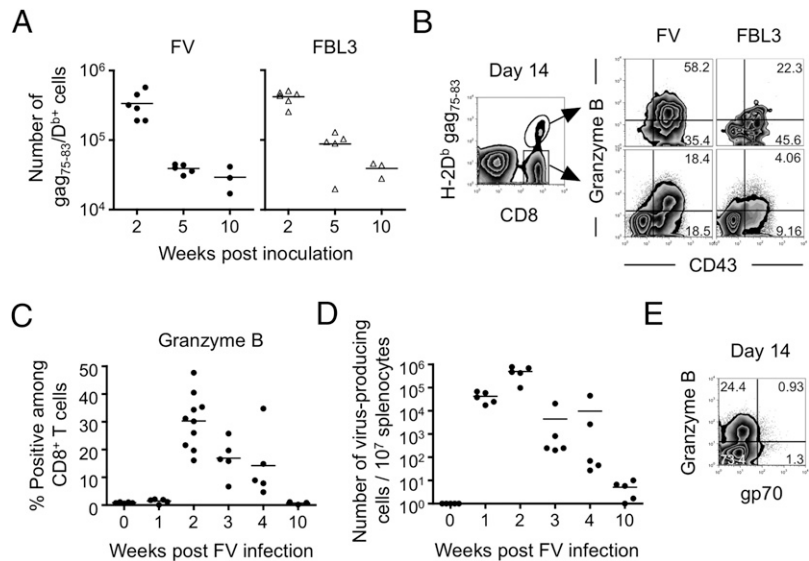 A
FV
FBL3
Number of
gag75-83/Db+ cells
10^6
10^5
10^4
2 5 10 2 5 10
Weeks post inoculation
B
FV
FBL3
Day 14
H-2Db gag75-83
CD8
Granzyme B
58.2
35.4
22.3
45.6
18.4
18.5
4.06
9.16
CD43
C
Granzyme B
% Positive among
CD8+ T cells
50
40
30
20
10
0
0 1 2 3 4 10
Weeks post FV infection
D
Number of virus-producing
cells / 10^7 splenocytes
10^6
10^5
10^4
10^3
10^2
10^1
10^0
0 1 2 3 4 10
Weeks post FV infection
E
Day 14
Granzyme B
24.4 0.93
1.3
gp70